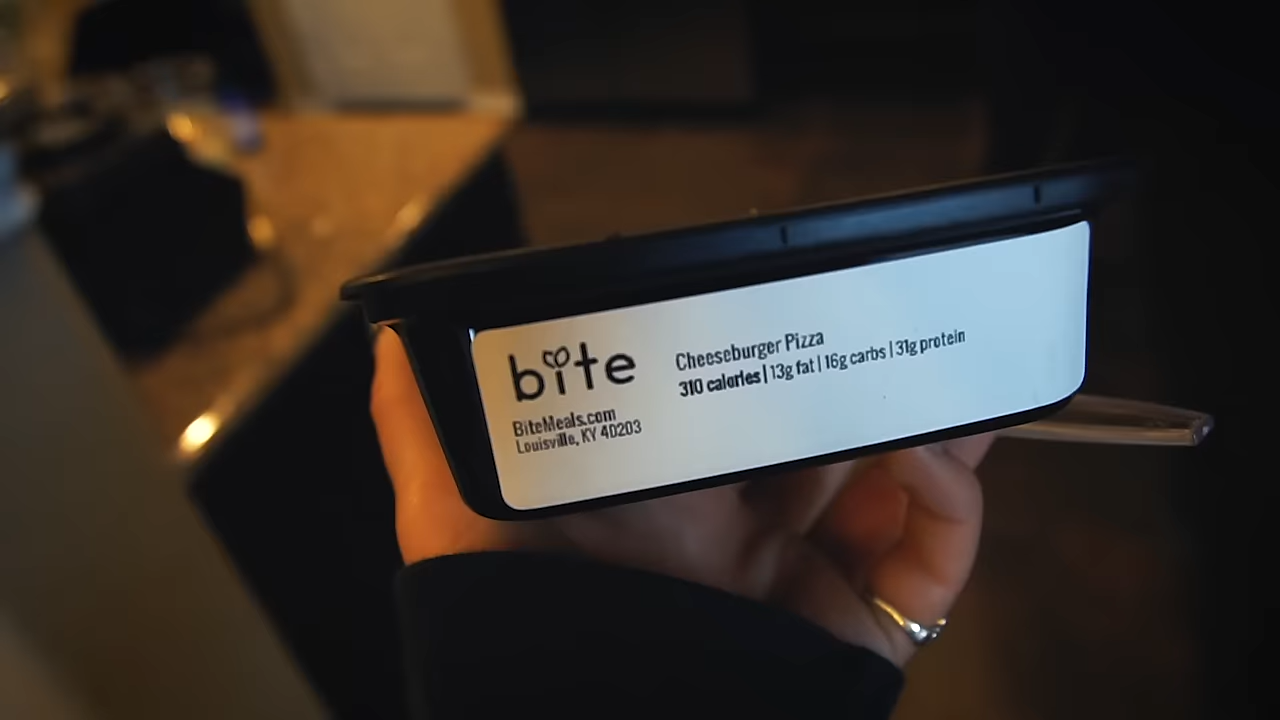 bite
BiteMeals.com
Louisville, KY 40203
Cheeseburger Pizza
310 calories | 13g fat | 16g carbs | 31g protein